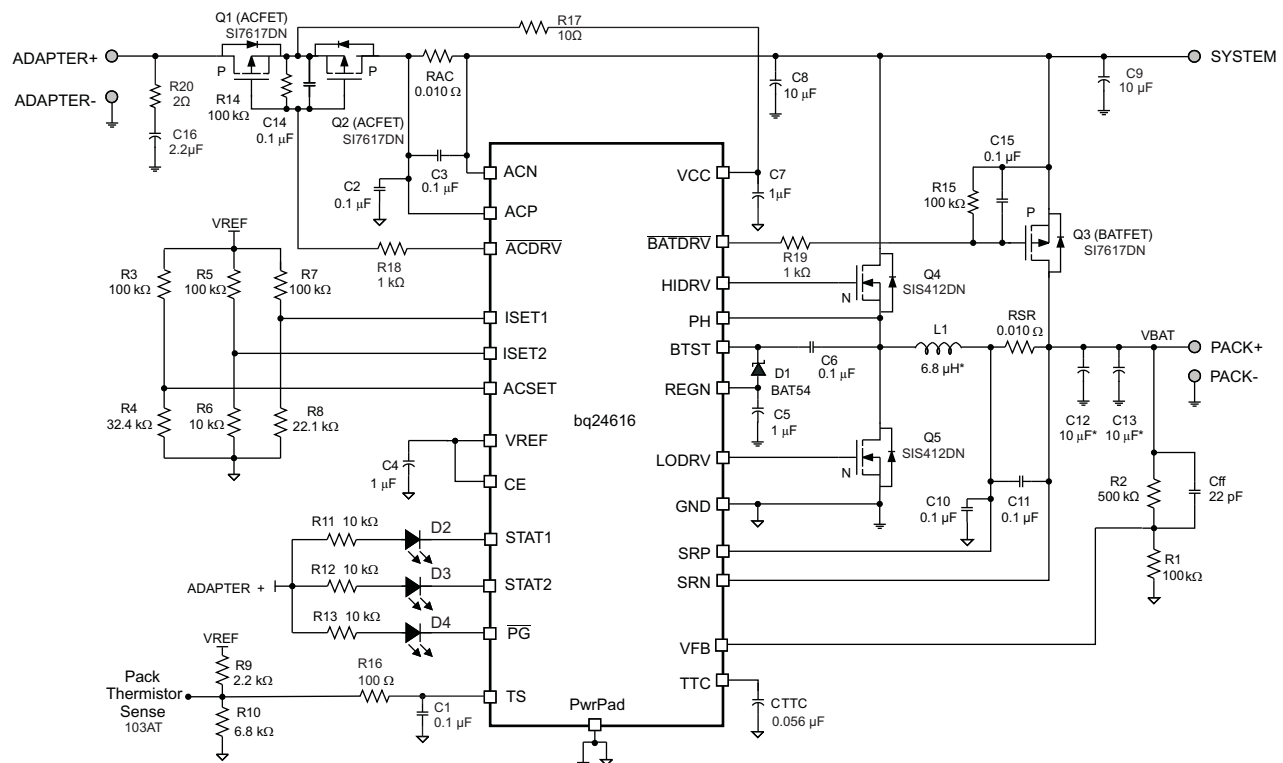 Q1 (ACFET)
SI7617DN
R17
10Ω
ADAPTER+
P
P
SYSTEM
ADAPTER-
R20
2Ω
R14
100 kΩ
C14
0.1 µF
RAC
0.010 Ω
C8
10 µF
C9
10 µF
C16
2.2µF
Q2 (ACFET)
SI7617DN
C2
0.1 µF
C3
0.1 µF
ACN
VCC
C7
1µF
C15
0.1 µF
R15
100 kΩ
P
ACP
VREF
ACDRV
R18
1 kΩ
BATDRV
R19
1 kΩ
Q3 (BATFET)
SI7617DN
R3
100 kΩ
R5
100 kΩ
R7
100 kΩ
HIDRV
N
Q4
SIS412DN
ISET1
PH
L1
6.8 µH*
RSR
0.010 Ω
VBAT
ISET2
BTST
C6
0.1 µF
PACK+
ACSET
REGN
D1
BAT54
PACK-
R4
32.4 kΩ
R6
10 kΩ
R8
22.1 kΩ
bq24616
C5
1 µF
C12
10 µF*
C13
10 µF*
VREF
C4
1 µF
LODRV
N
Q5
SIS412DN
CE
R2
500 kΩ
Cff
22 pF
GND
C10
0.1 µF
C11
0.1 µF
R11 10 kΩ
D2
STAT1
SRP
R12 10 kΩ
D3
STAT2
SRN
R1
100kΩ
ADAPTER +
R13 10 kΩ
D4
PG
VFB
VREF
R9
2.2 kΩ
Pack
Thermistor
Sense
103AT
R16
100 Ω
TS
TTC
R10
6.8 kΩ
C1
0.1 µF
PwrPad
CTTC
0.056 µF